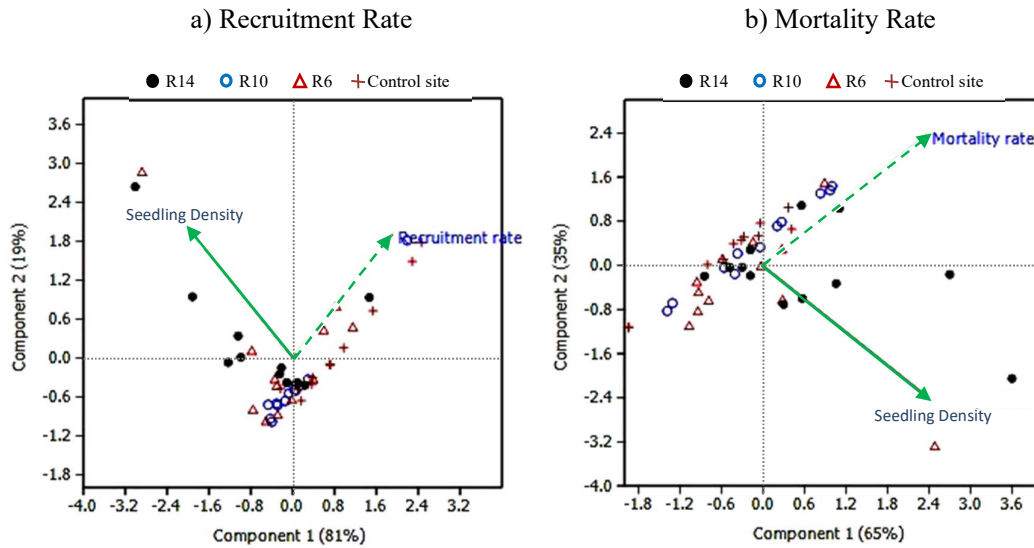 a) Recruitment Rate
R14 R10 R6 Control site
3.6
3.0
2.4
1.8
1.2
0.6
0.0
-0.6
-1.2
-1.8
Component 2 (19%)
Seedling Density
Recruitment rate
-4.0 -3.2 -2.4 -1.6 -0.8 0.0 0.8 1.6 2.4 3.2
Component 1 (81%)
b) Mortality Rate
R14 R10 R6 Control site
2.4
1.6
0.8
0.0
-0.8
-1.6
-2.4
-3.2
-4.0
Component 2 (35%)
Mortality rate
Seedling Density
-1.8 -1.2 -0.6 0.0 0.6 1.2 1.8 2.4 3.0 3.6
Component 1 (65%)